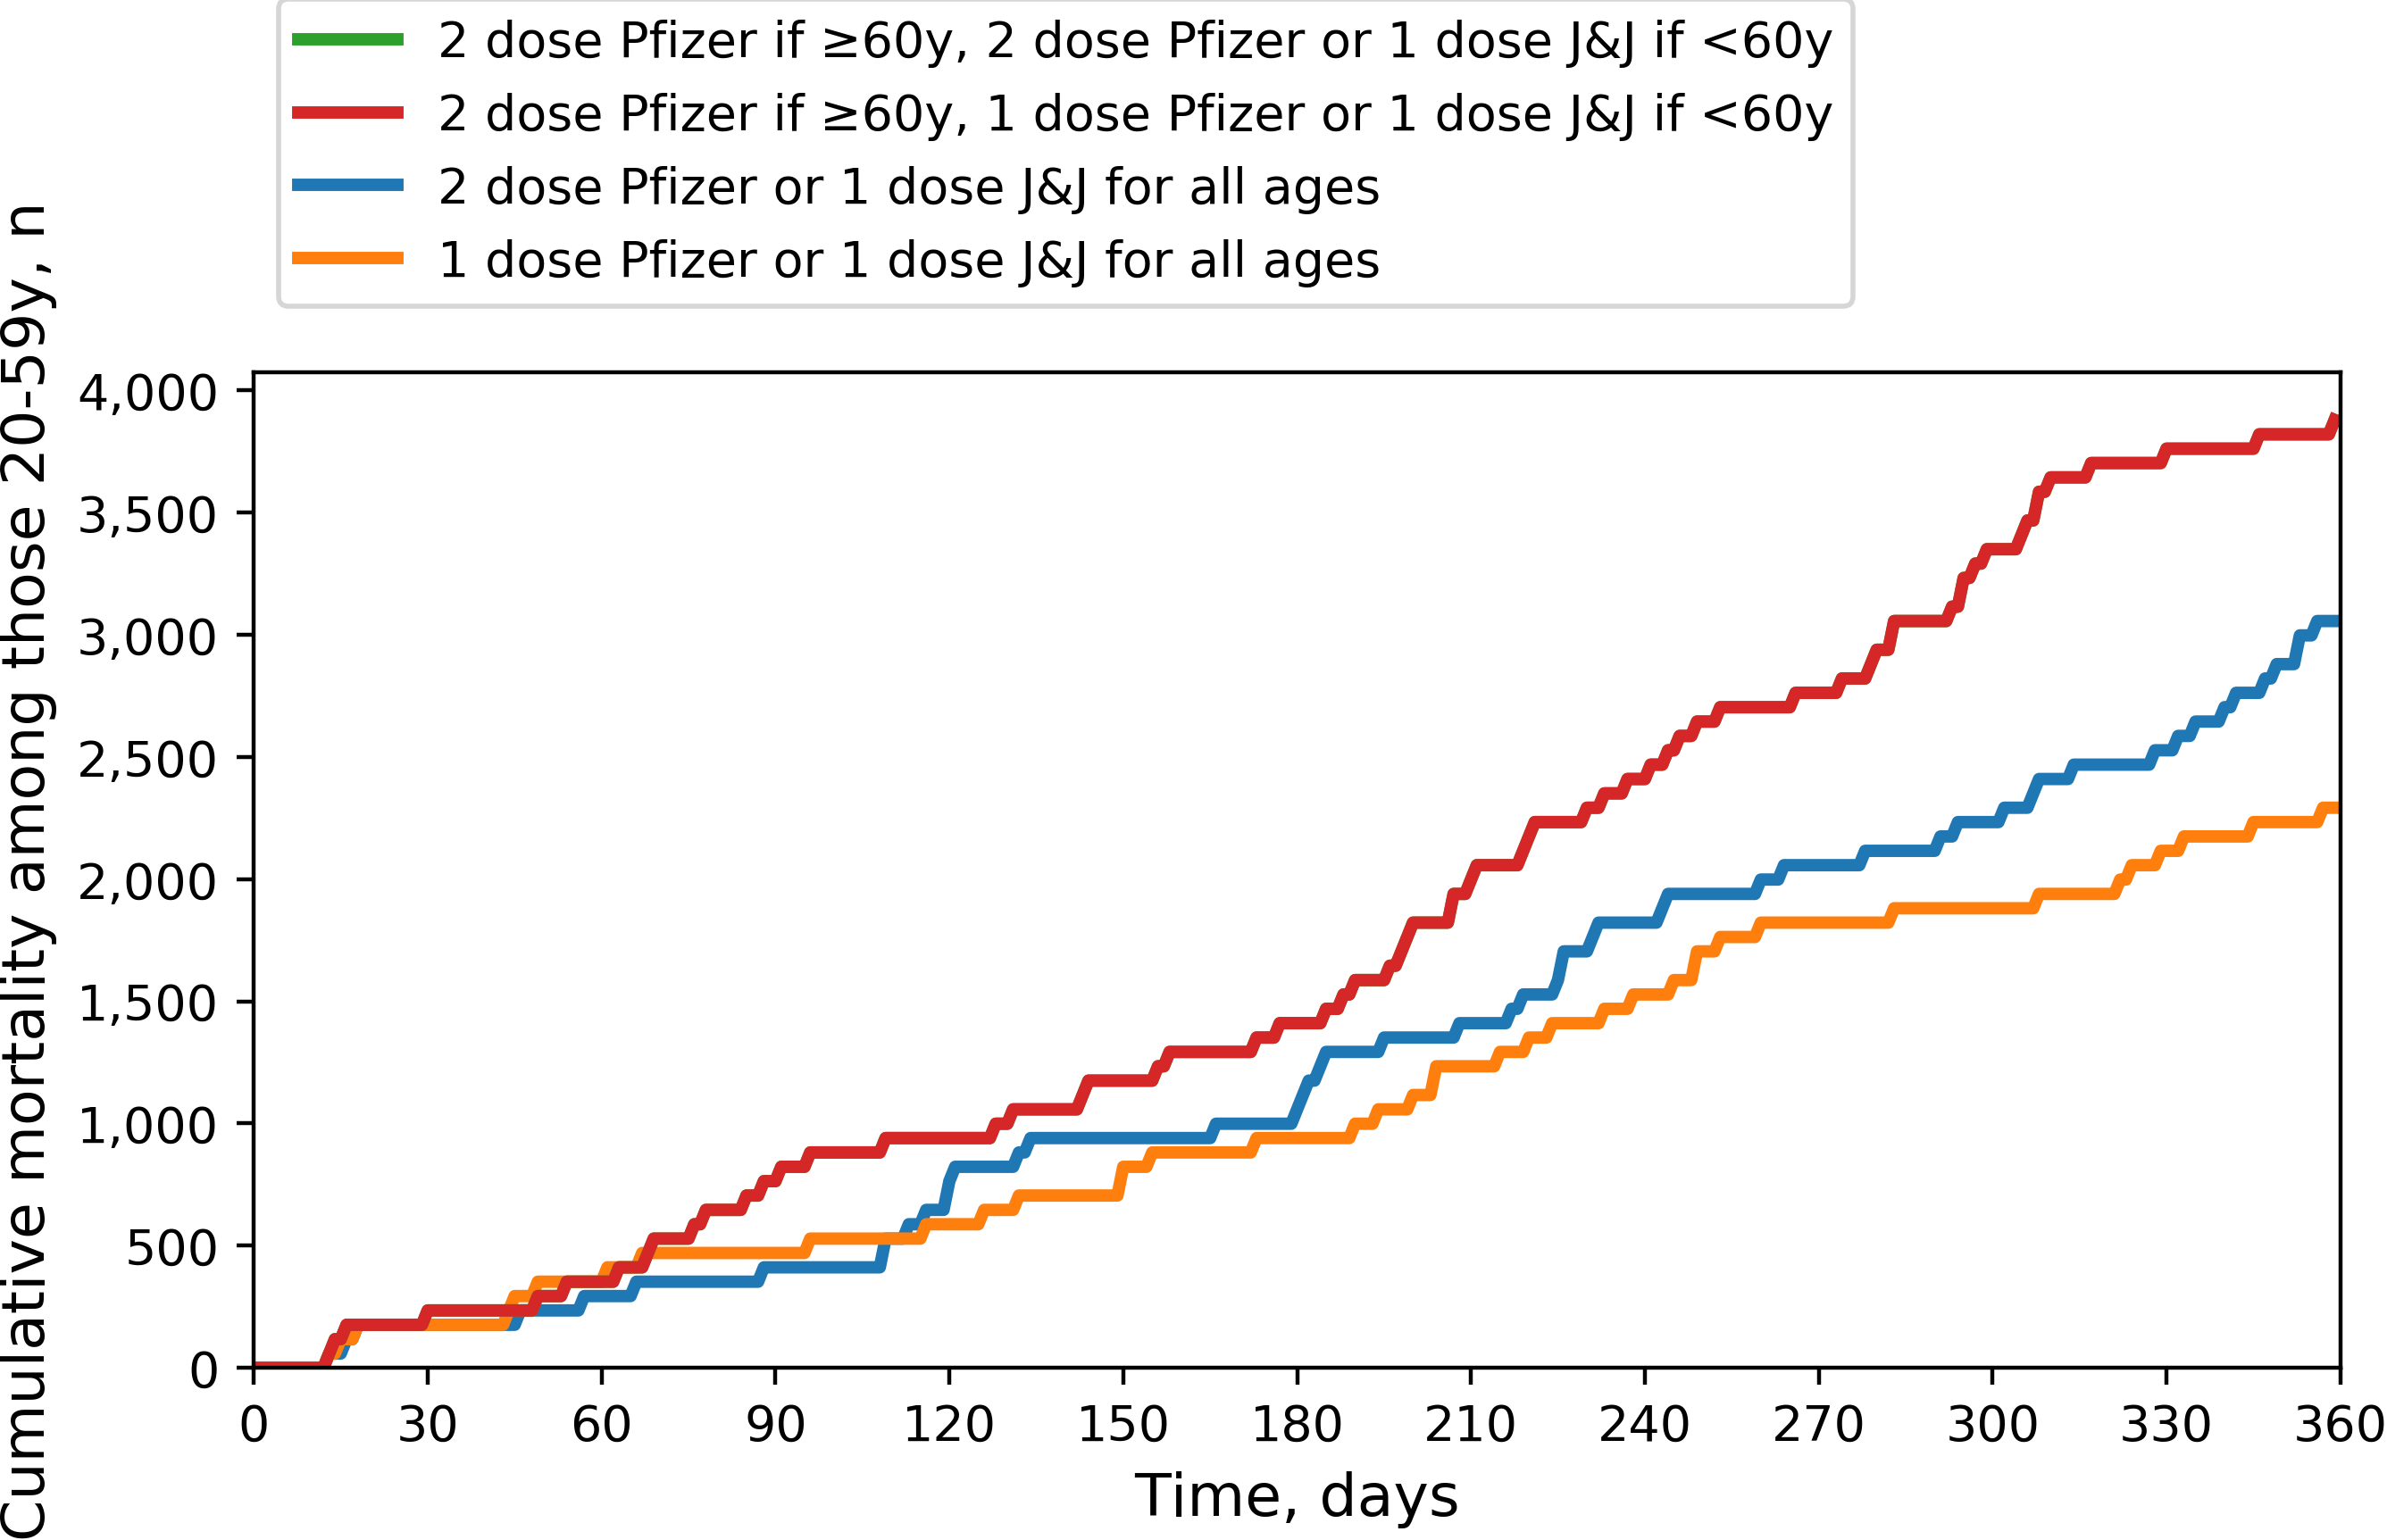 2 dose Pfizer if ≥60y, 2 dose Pfizer or 1 dose J&J if <60y
2 dose Pfizer if ≥60y, 1 dose Pfizer or 1 dose J&J if <60y
2 dose Pfizer or 1 dose J&J for all ages
1 dose Pfizer or 1 dose J&J for all ages
Cumulative mortality among those 20-59y, n
4,000
3,500
3,000
2,500
2,000
1,500
1,000
500
0
0 30 60 90 120 150 180 210 240 270 300 330 360
Time, days